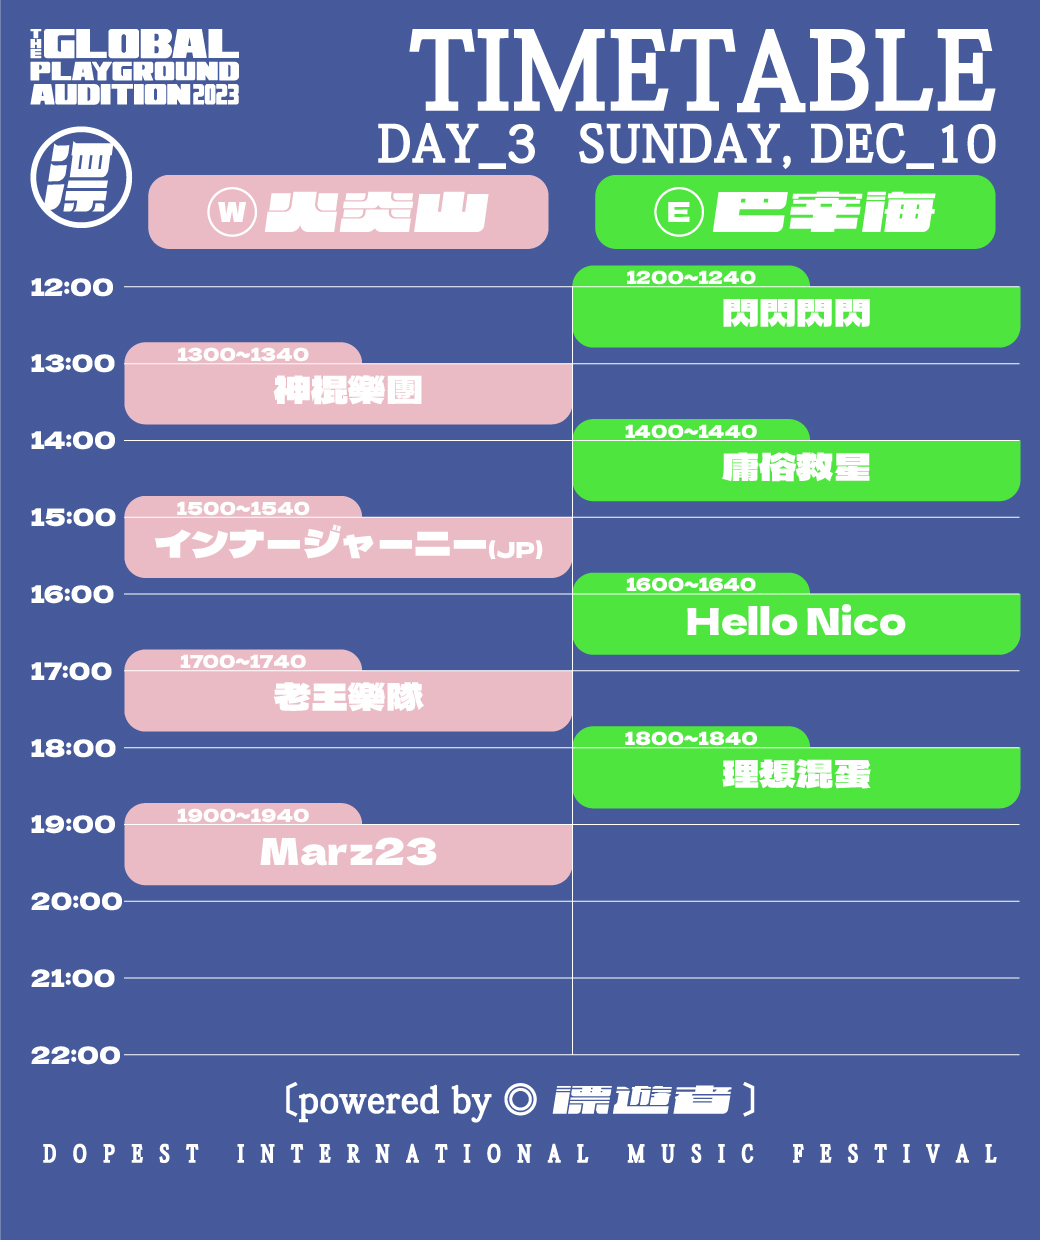 THE GLOBAL
PLAYGROUND
AUDITION 2023
TIMETABLE
DAY_3 SUNDAY, DEC_10
漂
W 火炎山
E 巴幸海
12:00
1200~1240
閃閃閃閃
13:00
1300~1340
神棍樂團
14:00
1400~1440
庸俗救星
15:00
1500~1540
インナージャーニー(JP)
16:00
1600~1640
Hello Nico
17:00
1700~1740
老王樂隊
18:00
1800~1840
理想混蛋
19:00
1900~1940
Marz23
20:00
21:00
22:00
〔powered by ◎ 漂遊者〕
DOPEST INTERNATIONAL MUSIC FESTIVAL